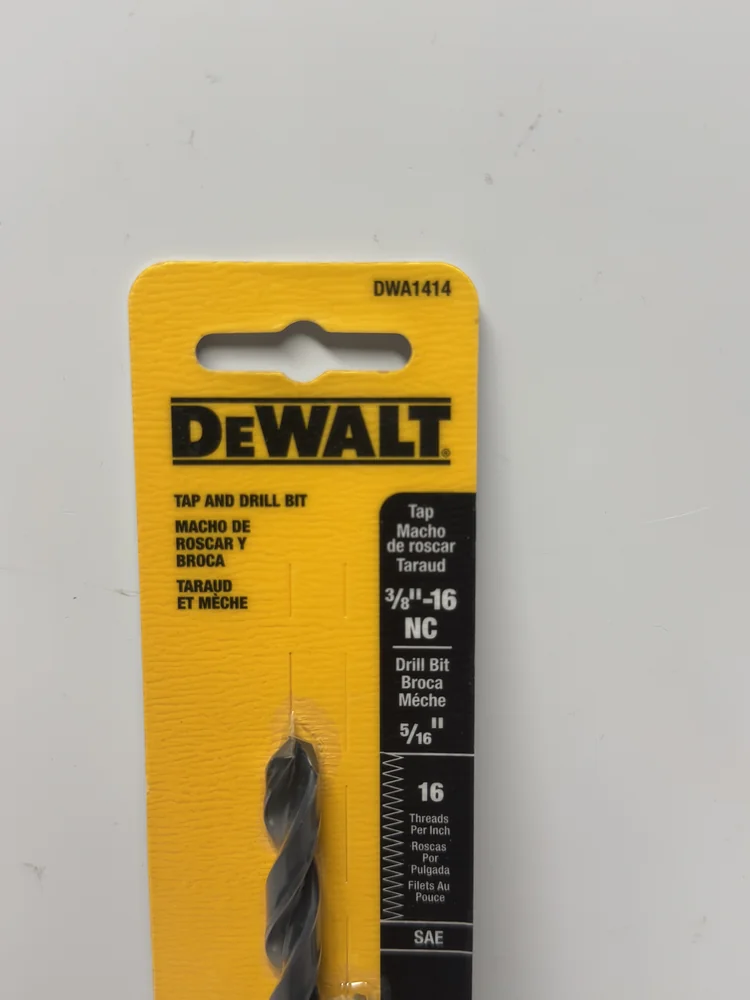 DWA1414
DEWALT®
TAP AND DRILL BIT
MACHO DE
ROSCAR Y
BROCA
TARAUD
ET MÈCHE
Tap
Macho
de roscar
Taraud
3/8"-16
NC
Drill Bit
Broca
Méche
5/16"
16
Threads
Per Inch
Roscas
Por
Pulgada
Filets Au
Pouce
SAE